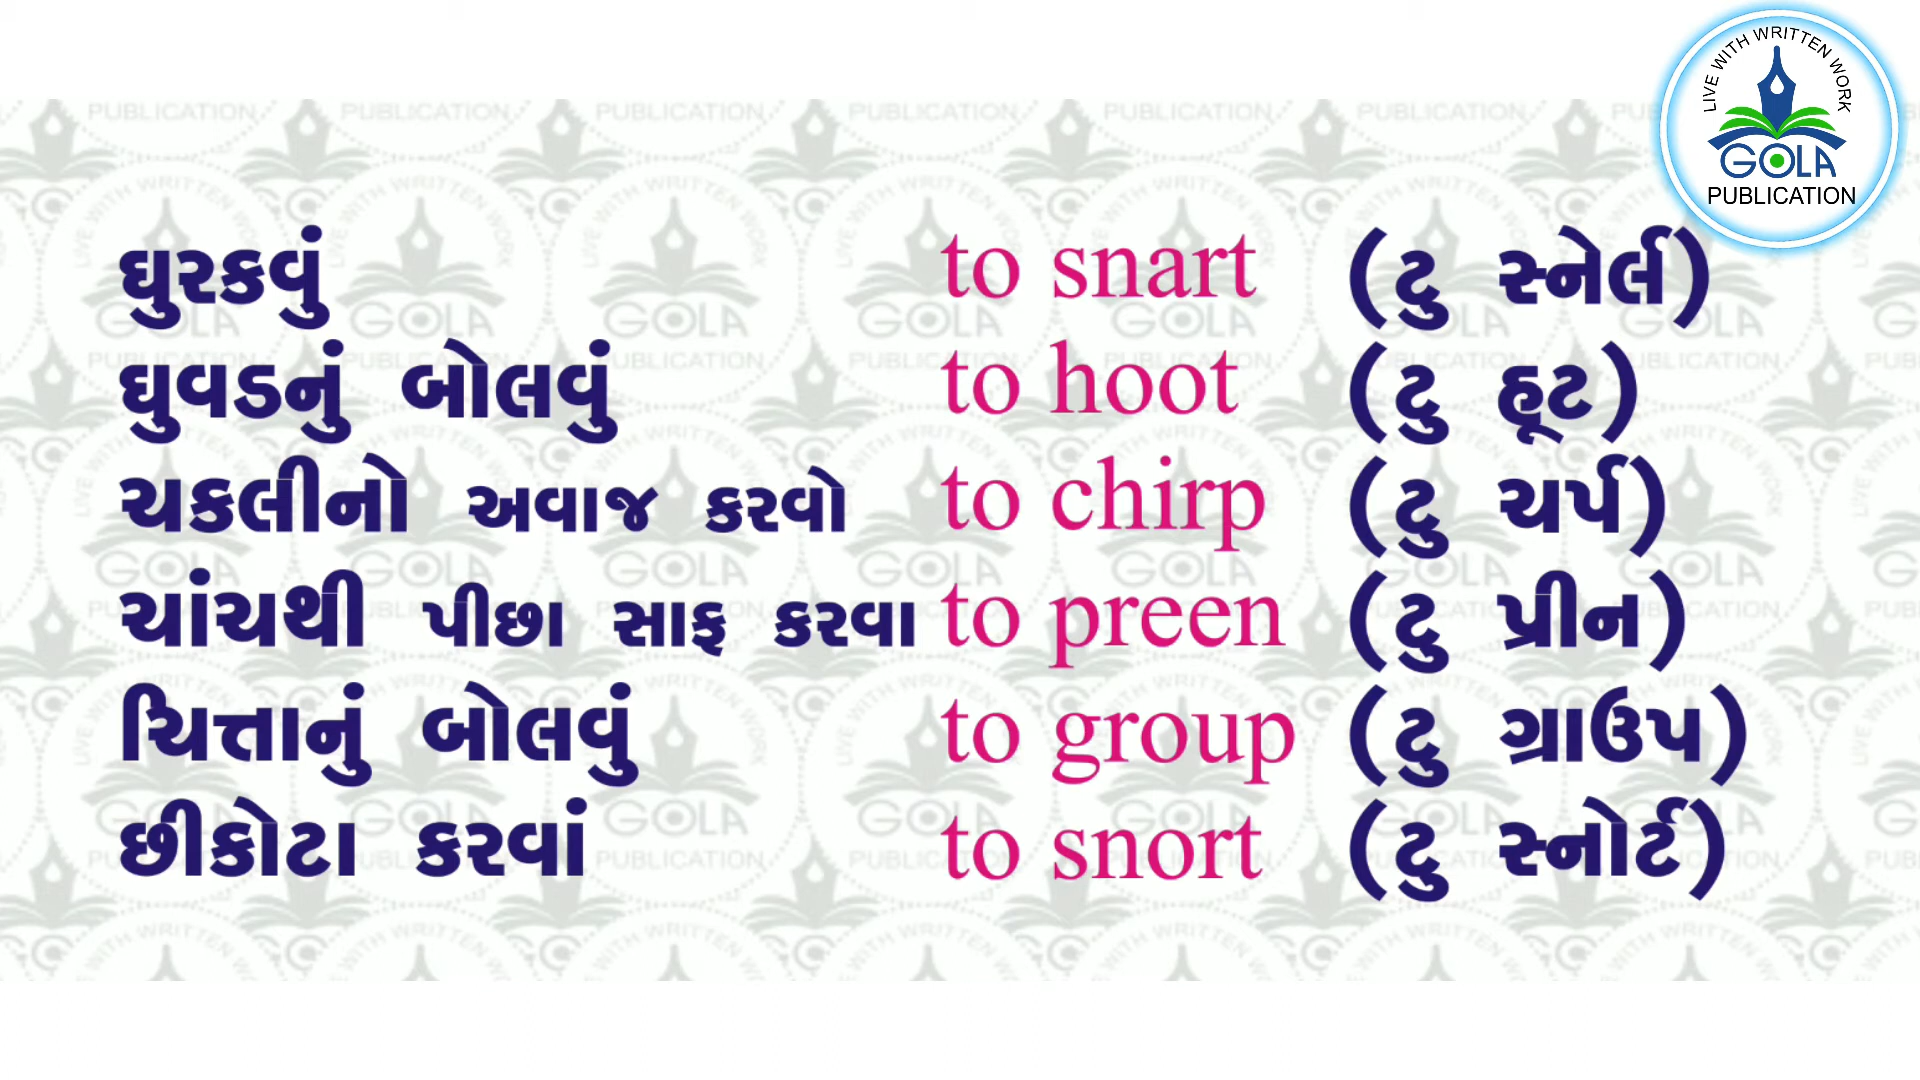 LIVE WITH WRITTEN WORK
GOLA
PUBLICATION
ઘુરકવું to snart (ટુ સ્નેર્લ)
ઘુવડનું બોલવું to hoot (ટુ હૂટ)
ચકલીનો અવાજ કરવો to chirp (ટુ ચર્પ)
ચાંચથી પીછા સાફ કરવા to preen (ટુ પ્રીન)
ચિત્તાનું બોલવું to group (ટુ ગ્રાઉપ)
છીકોટા કરવાં to snort (ટુ સ્નોર્ટ)